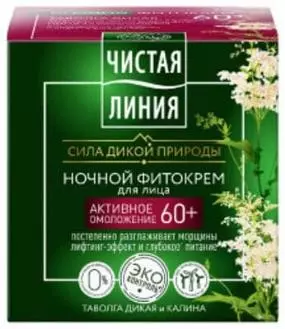 ЧИСТАЯ
ЛИНИЯ
СИЛА ДИКОЙ ПРИРОДЫ
НОЧНОЙ ФИТОКРЕМ
для лица
АКТИВНОЕ
ОМОЛОЖЕНИЕ 60+
постепенно разглаживает морщины
лифтинг-эффект и глубокое питание
0%
ЭКО
КОНТРОЛЬ
ТАВОЛГА ДИКАЯ И КАЛИНА